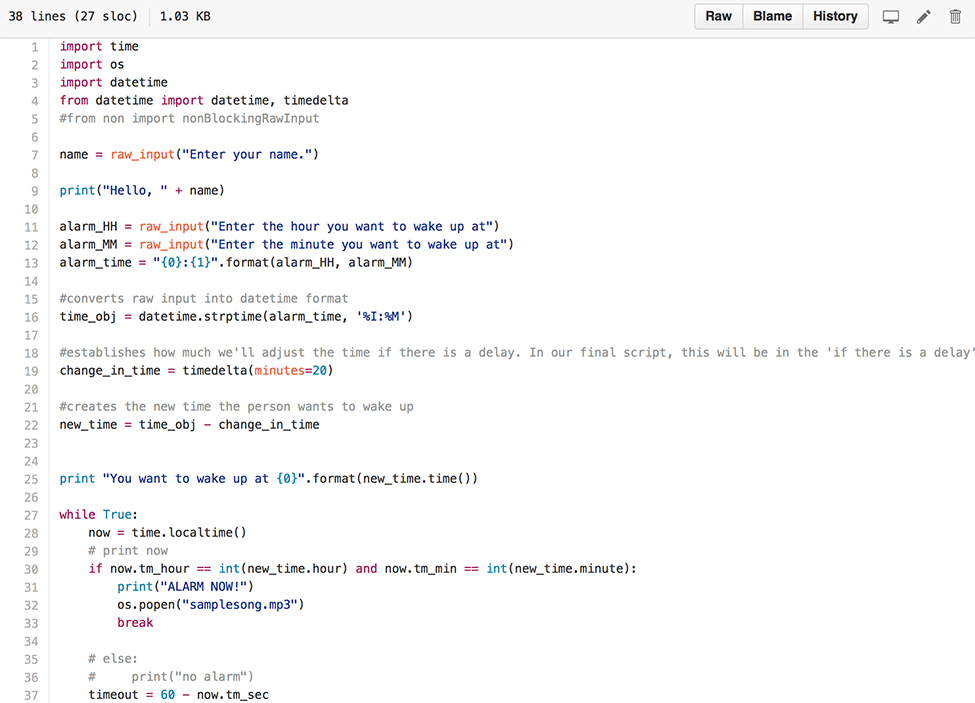 38 lines (27 sloc) 1.03 KB Raw Blame History
1 import time
2 import os
3 import datetime
4 from datetime import datetime, timedelta
5 #from non import nonBlockingRawInput
6
7 name = raw_input("Enter your name.")
8
9 print("Hello, " + name)
10
11 alarm_HH = raw_input("Enter the hour you want to wake up at")
12 alarm_MM = raw_input("Enter the minute you want to wake up at")
13 alarm_time = "{0}:{1}".format(alarm_HH, alarm_MM)
14
15 #converts raw input into datetime format
16 time_obj = datetime.strptime(alarm_time, '%I:%M')
17
18 #establishes how much we'll adjust the time if there is a delay. In our final script, this will be in the 'if there is a delay'
19 change_in_time = timedelta(minutes=20)
20
21 #creates the new time the person wants to wake up
22 new_time = time_obj - change_in_time
23
24
25 print "You want to wake up at {0}".format(new_time.time())
26
27 while True:
28     now = time.localtime()
29     # print now
30     if now.tm_hour == int(new_time.hour) and now.tm_min == int(new_time.minute):
31         print("ALARM NOW!")
32         os.popen("samplesong.mp3")
33         break
34
35     # else:
36     #     print("no alarm")
37     timeout = 60 - now.tm_sec